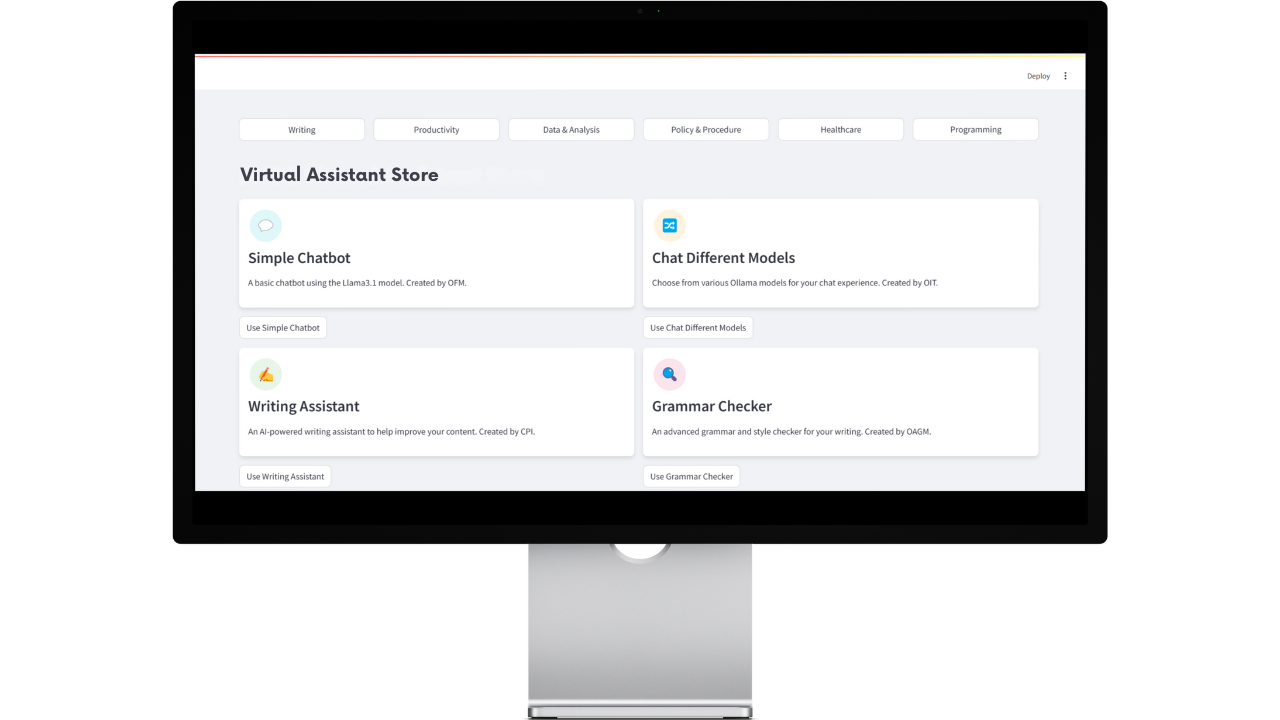 Deploy
Writing
Productivity
Data & Analysis
Policy & Procedure
Healthcare
Programming
Virtual Assistant Store
Simple Chatbot
A basic chatbot using the Llama3.1 model. Created by OFM.
Use Simple Chatbot
Chat Different Models
Choose from various Ollama models for your chat experience. Created by OIT.
Use Chat Different Models
Writing Assistant
An AI-powered writing assistant to help improve your content. Created by CPI.
Use Writing Assistant
Grammar Checker
An advanced grammar and style checker for your writing. Created by OAGM.
Use Grammar Checker